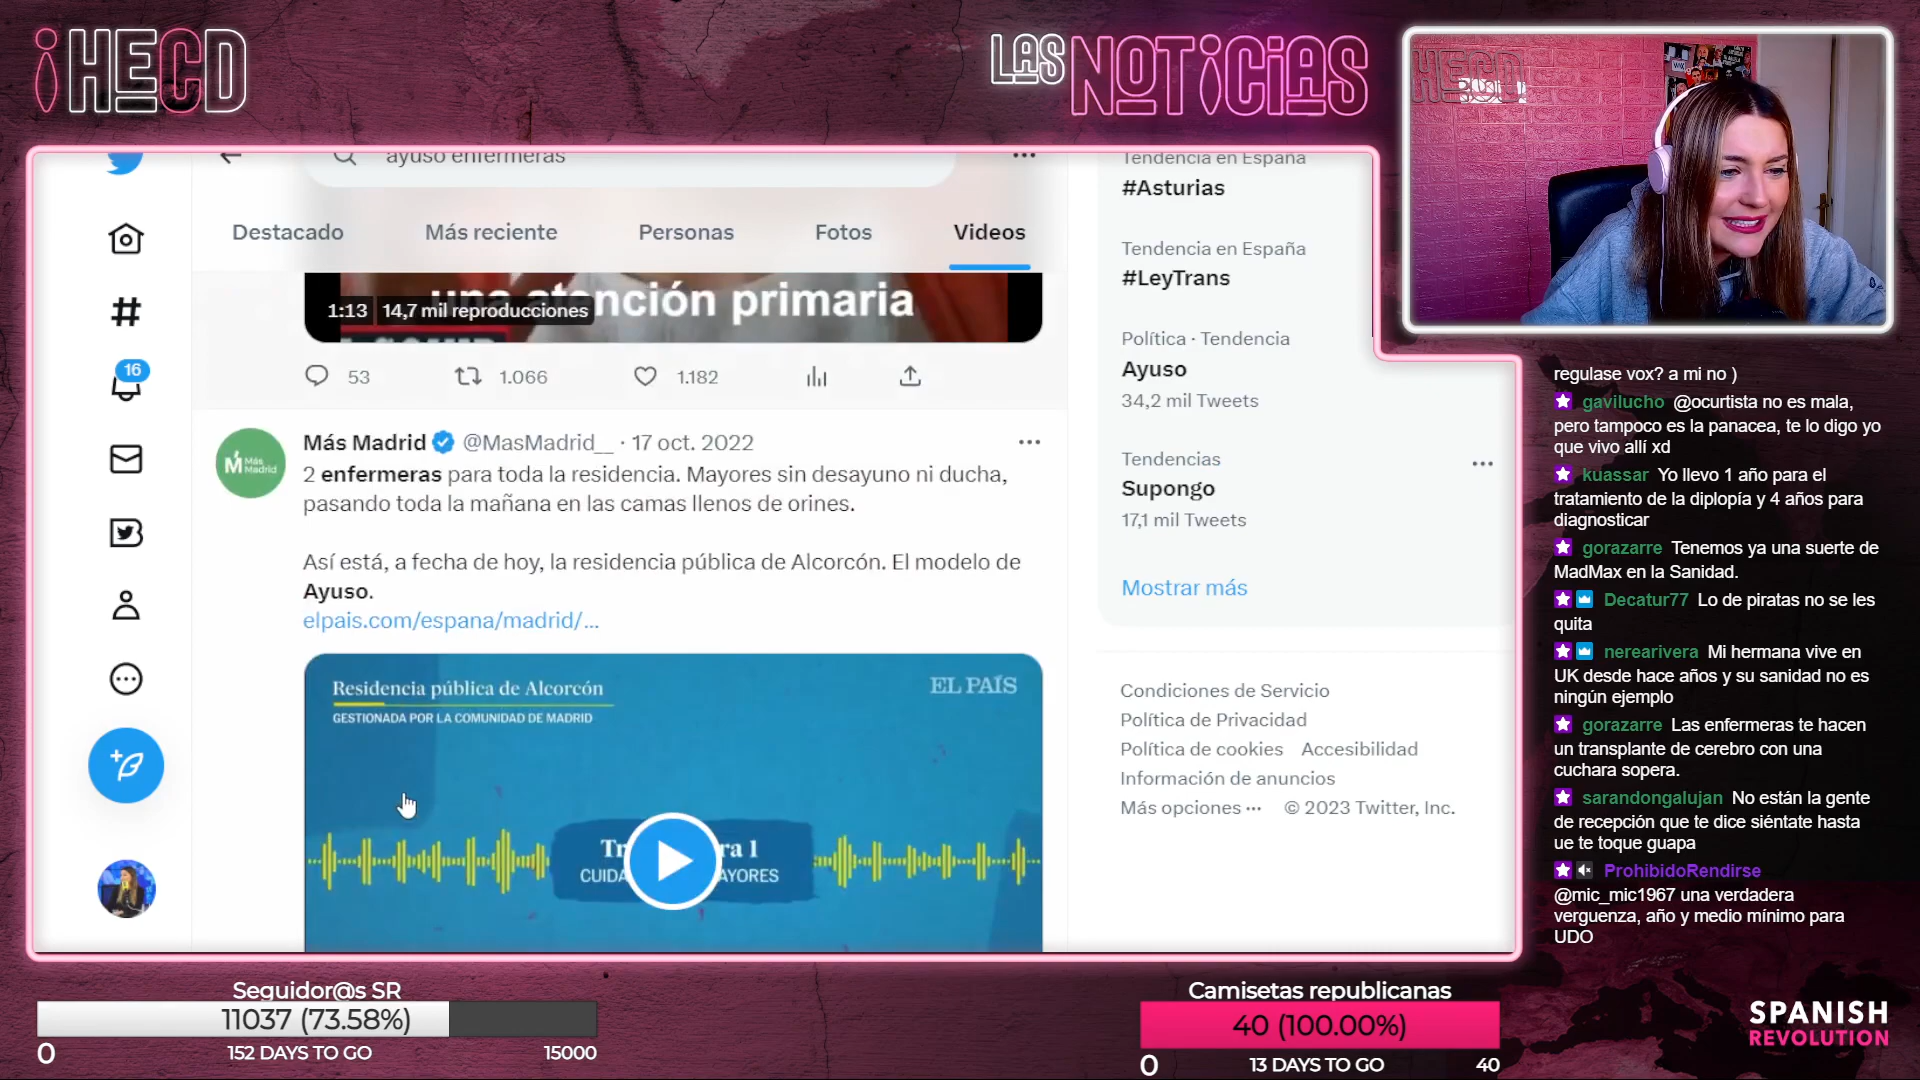 ¡HECD
LAS NOTICIAS
HECD
ayuso enfermeras
Destacado
Más reciente
Personas
Fotos
Videos
una atención primaria
1:13
14,7 mil reproducciones
53
1.066
1.182
16
Más Madrid @MasMadrid__ · 17 oct. 2022
2 enfermeras para toda la residencia. Mayores sin desayuno ni ducha,
pasando toda la mañana en las camas llenos de orines.
Así está, a fecha de hoy, la residencia pública de Alcorcón. El modelo de
Ayuso.
elpais.com/espana/madrid/...
Más Madrid
Residencia pública de Alcorcón
GESTIONADA POR LA COMUNIDAD DE MADRID
EL PAÍS
Tendencia en España
#Asturias
Tendencia en España
#LeyTrans
Política · Tendencia
Ayuso
34,2 mil Tweets
Tendencias
Supongo
17,1 mil Tweets
Mostrar más
Condiciones de Servicio
Política de Privacidad
Política de cookies Accesibilidad
Información de anuncios
Más opciones ··· © 2023 Twitter, Inc.
regulase vox? a mi no )
gavilucho @ocurtista no es mala,
pero tampoco es la panacea, te lo digo yo
que vivo allí xd
kuassar Yo llevo 1 año para el
tratamiento de la diplopía y 4 años para
diagnosticar
gorazarre Tenemos ya una suerte de
MadMax en la Sanidad.
Decatur77 Lo de piratas no se les
quita
nerearivera Mi hermana vive en
UK desde hace años y su sanidad no es
ningún ejemplo
gorazarre Las enfermeras te hacen
un transplante de cerebro con una
cuchara sopera.
sarandongalujan No están la gente
de recepción que te dice siéntate hasta
ue te toque guapa
ProhibidoRendirse
@mic_mic1967 una verdadera
verguenza, año y medio mínimo para
UDO
Seguidor@s SR
11037 (73.58%)
0
152 DAYS TO GO
15000
Camisetas republicanas
40 (100.00%)
0
13 DAYS TO GO
40
SPANISH
REVOLUTION